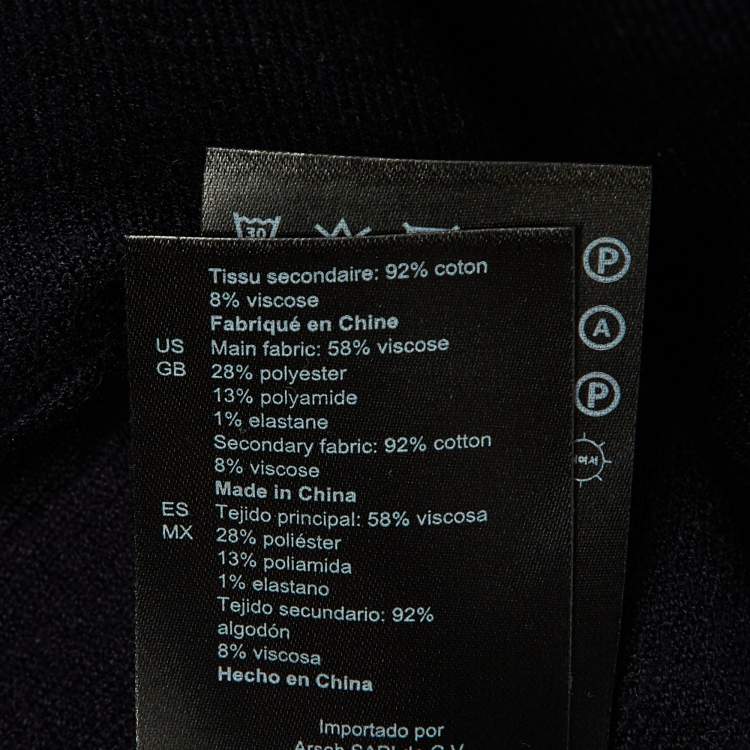 30
P
Tissu secondaire: 92% coton
8% viscose
Fabriqué en Chine
A
US Main fabric: 58% viscose
GB 28% polyester
P
13% polyamide
1% elastane
Secondary fabric: 92% cotton
8% viscose
Made in China
ES Tejido principal: 58% viscosa
MX 28% poliéster
13% poliamida
1% elastano
Tejido secundario: 92%
algodón
8% viscosa
Hecho en China
Importado por